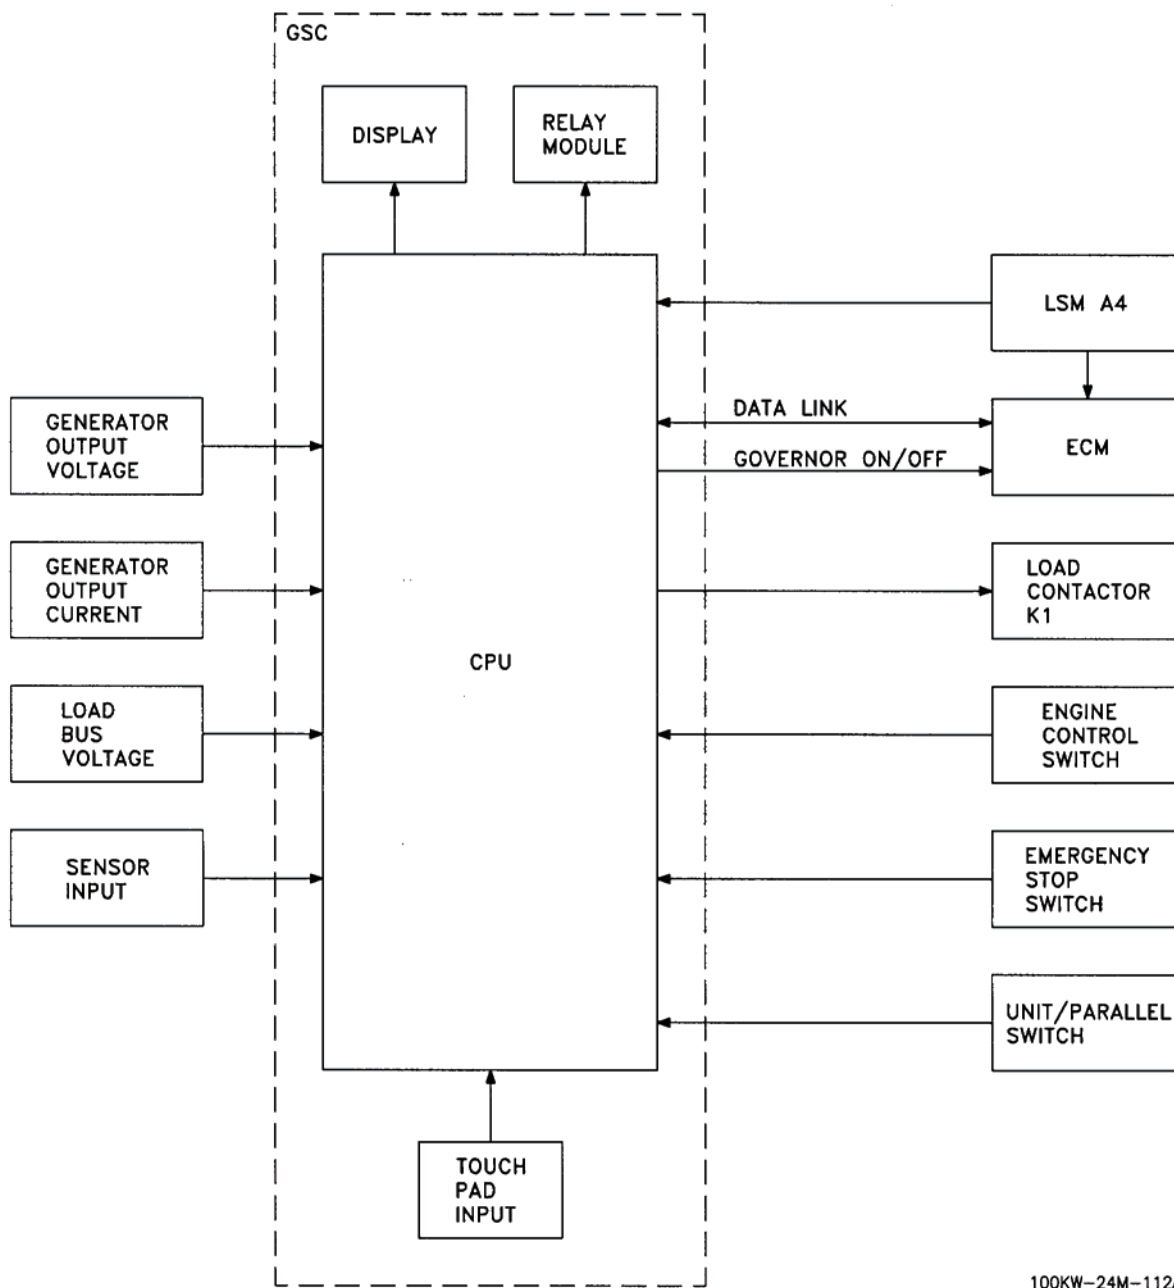 GSC
DISPLAY
RELAY
MODULE
LSM A4
GENERATOR
OUTPUT
VOLTAGE
DATA LINK
GOVERNOR ON/OFF
ECM
GENERATOR
OUTPUT
CURRENT
LOAD
CONTACTOR
K1
CPU
LOAD
BUS
VOLTAGE
ENGINE
CONTROL
SWITCH
SENSOR
INPUT
EMERGENCY
STOP
SWITCH
UNIT/PARALLEL
SWITCH
TOUCH
PAD
INPUT